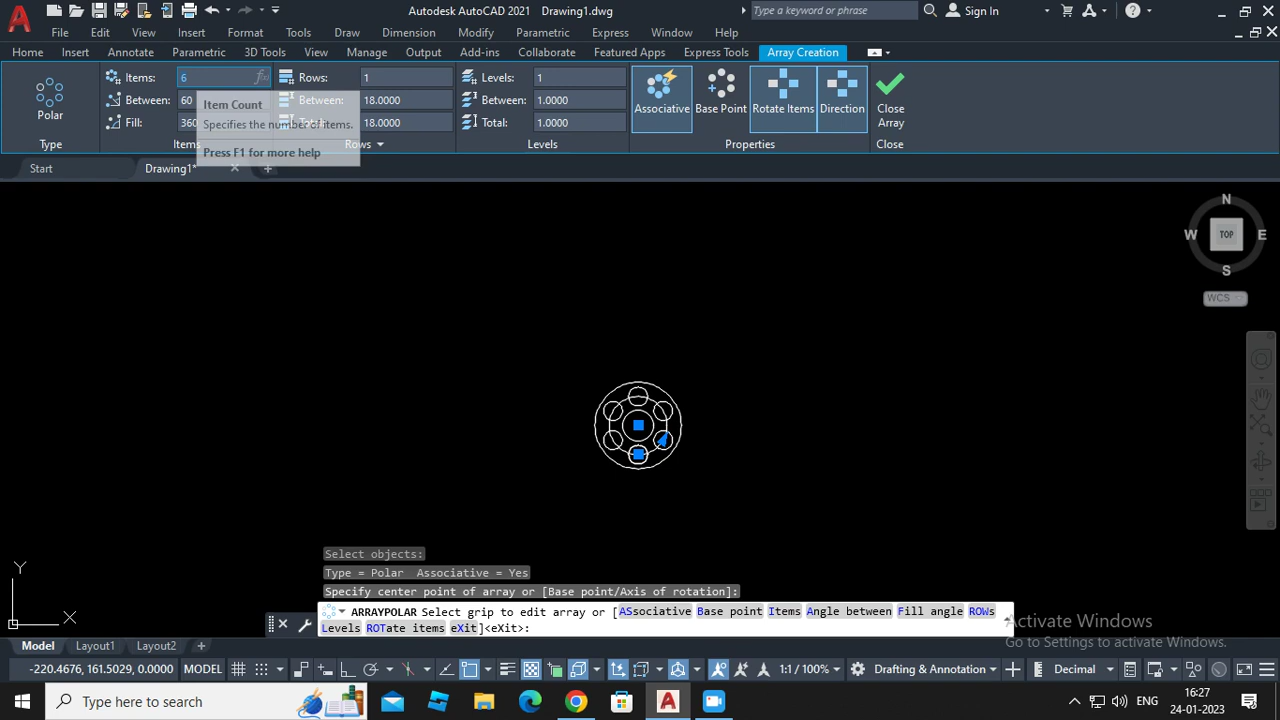 Autodesk AutoCAD 2021 Drawing1.dwg
Type a keyword or phrase
Sign In
File Edit View Insert Format Tools Draw Dimension Modify Parametric Express Window Help
Home Insert Annotate Parametric 3D Tools View Manage Output Add-ins Collaborate Featured Apps Express Tools Array Creation
Items: 6 Rows: 1 Levels: 1
Between: 60 Between: 18.0000 Between: 1.0000
Fill: 360 18.0000 Total: 1.0000
Polar
Associative Base Point Rotate Items Direction Close Array
Item Count
Specifies the number of items.
Press F1 for more help
Type Items Rows Levels Properties Close
Start Drawing1*
N
W TOP E
S
WCS
Y
X
Select objects:
Type = Polar Associative = Yes
Specify center point of array or [Base point/Axis of rotation]:
ARRAYPOLAR Select grip to edit array or [ASsociative Base point Items Angle between Fill angle ROWs
Levels ROTate items eXit]<eXit>:
Activate Windows
Go to Settings to activate Windows.
Model Layout1 Layout2
-220.4676, 161.5029, 0.0000 MODEL 1:1 / 100% Drafting & Annotation Decimal
Type here to search
ENG
16:27
24-01-2023